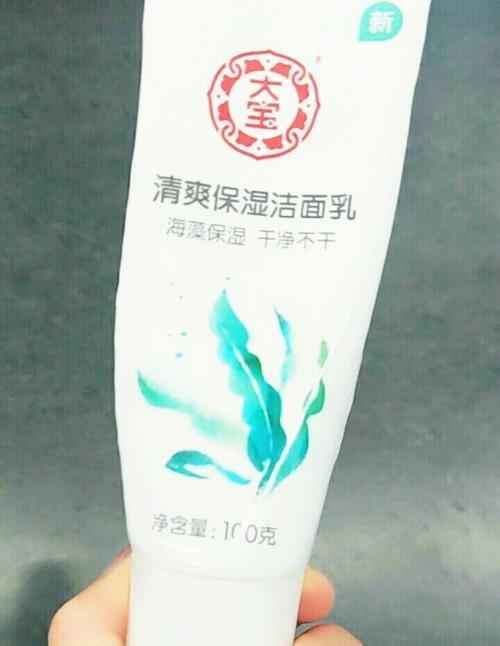 新
大宝
清爽保湿洁面乳
海藻保湿 干净不干
净含量:100克